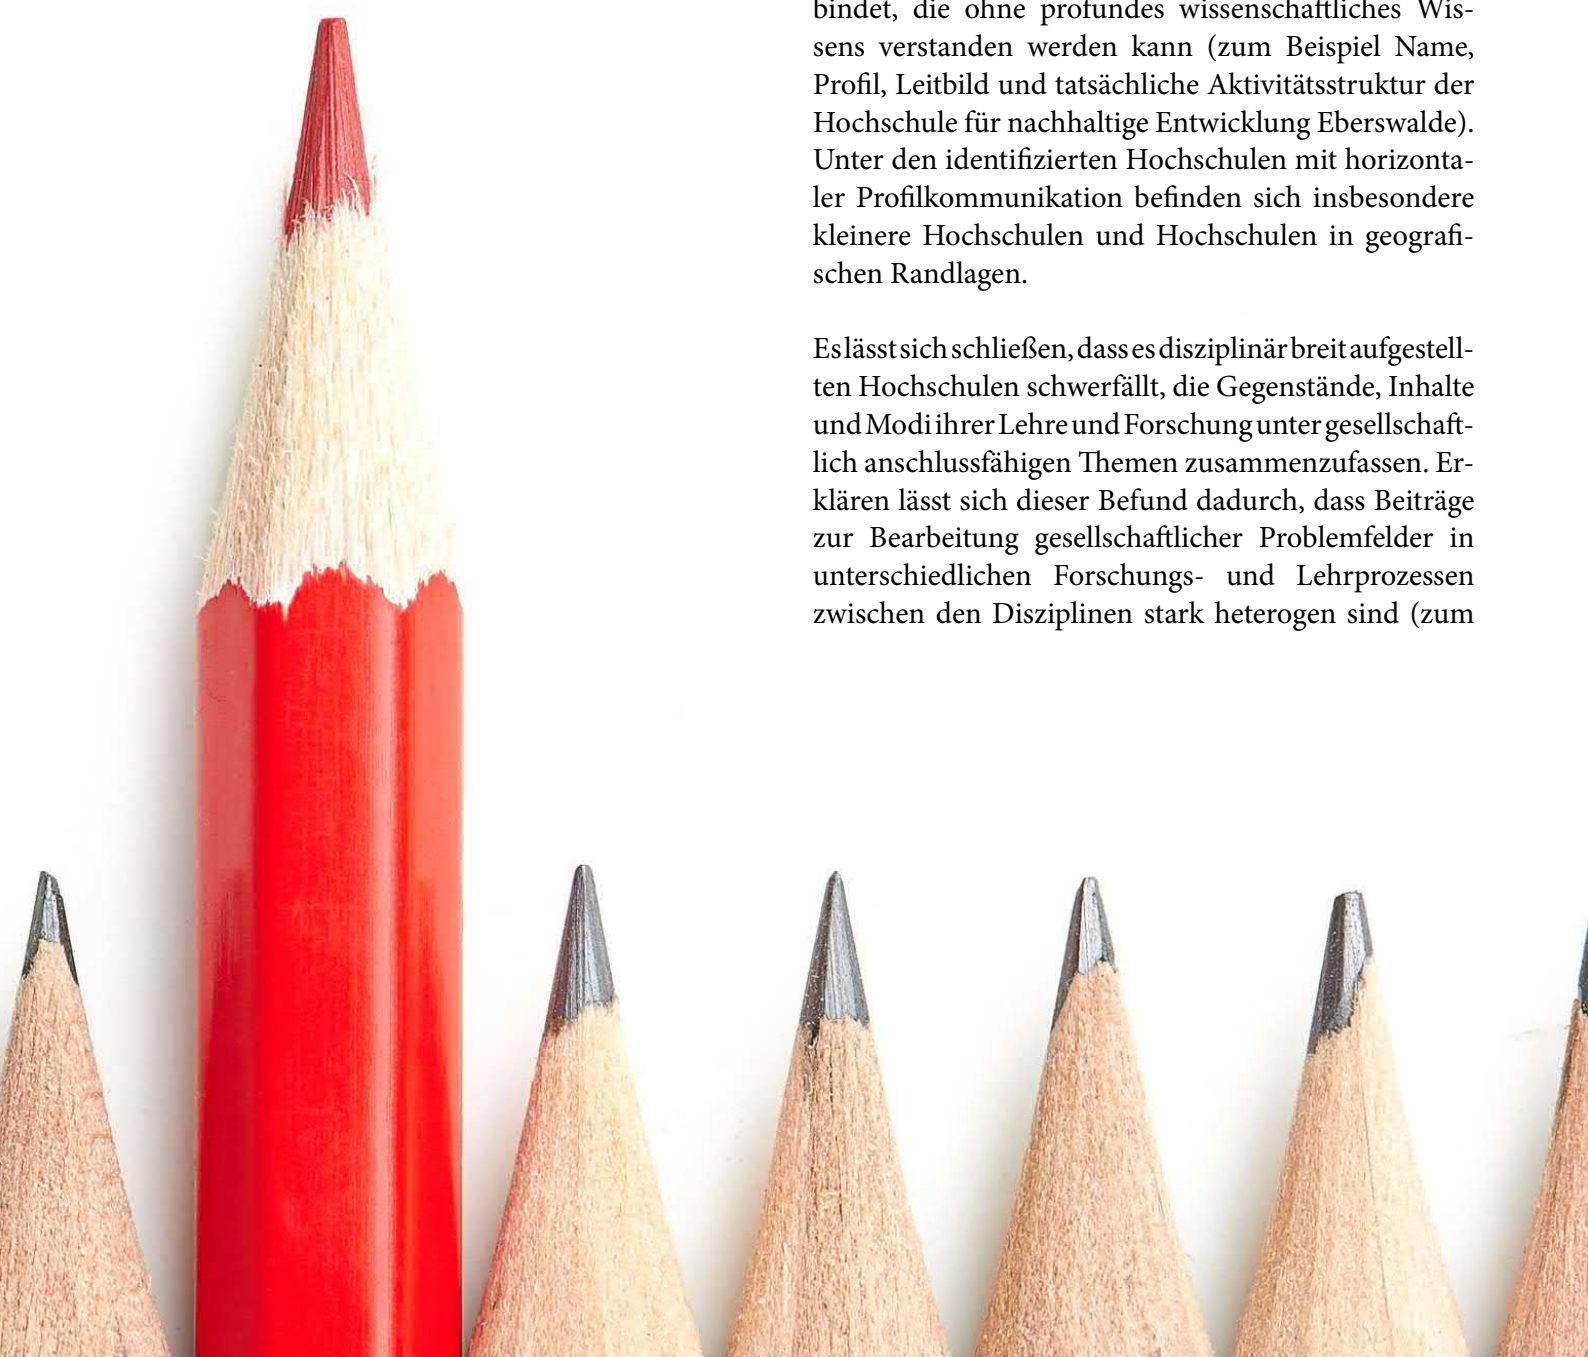 bindet, die ohne profundes wissenschaftliches Wis-
sens verstanden werden kann (zum Beispiel Name,
Profil, Leitbild und tatsächliche Aktivitätsstruktur der
Hochschule für nachhaltige Entwicklung Eberswalde).
Unter den identifizierten Hochschulen mit horizonta-
ler Profilkommunikation befinden sich insbesondere
kleinere Hochschulen und Hochschulen in geografi-
schen Randlagen.
Es lässt sich schließen, dass es disziplinär breit aufgestell-
ten Hochschulen schwerfällt, die Gegenstände, Inhalte
und Modi ihrer Lehre und Forschung unter gesellschaft-
lich anschlussfähigen Themen zusammenzufassen. Er-
klären lässt sich dieser Befund dadurch, dass Beiträge
zur Bearbeitung gesellschaftlicher Problemfelder in
unterschiedlichen Forschungs- und Lehrprozessen
zwischen den Disziplinen stark heterogen sind (zum